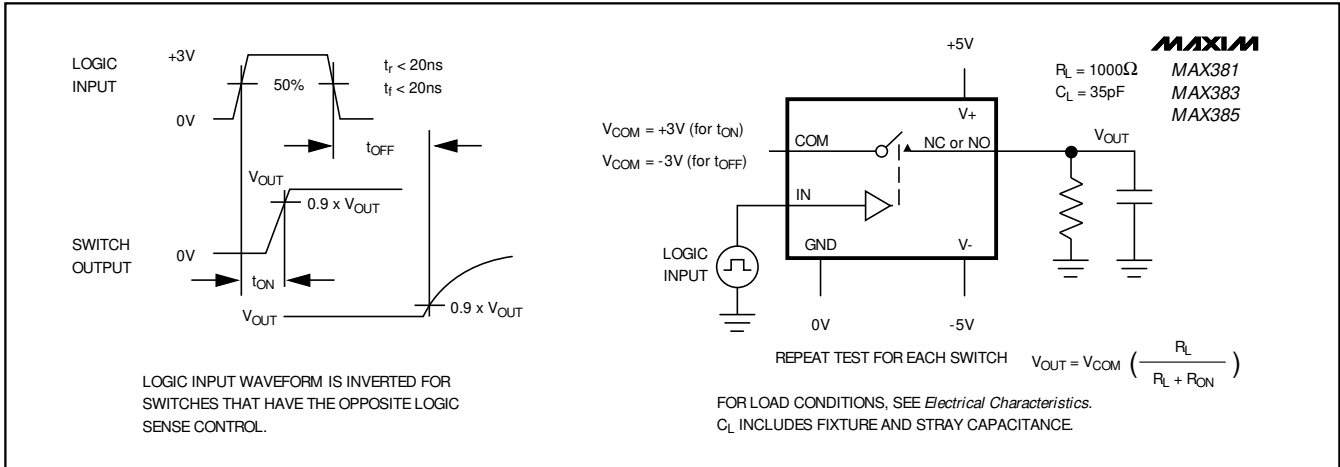 LOGIC
INPUT
+3V
0V
50%
tr < 20ns
tf < 20ns
tOFF
VOUT
0.9 x VOUT
SWITCH
OUTPUT
0V
tON
VOUT
0.9 x VOUT
LOGIC INPUT WAVEFORM IS INVERTED FOR
SWITCHES THAT HAVE THE OPPOSITE LOGIC
SENSE CONTROL.
+5V
MAXIM
RL = 1000Ω
CL = 35pF
MAX381
MAX383
MAX385
V+
VCOM = +3V (for tON)
VCOM = -3V (for tOFF)
COM
NC or NO
VOUT
IN
LOGIC
INPUT
GND
V-
0V
-5V
REPEAT TEST FOR EACH SWITCH
VOUT = VCOM ( RL / RL + RON )
FOR LOAD CONDITIONS, SEE Electrical Characteristics.
CL INCLUDES FIXTURE AND STRAY CAPACITANCE.